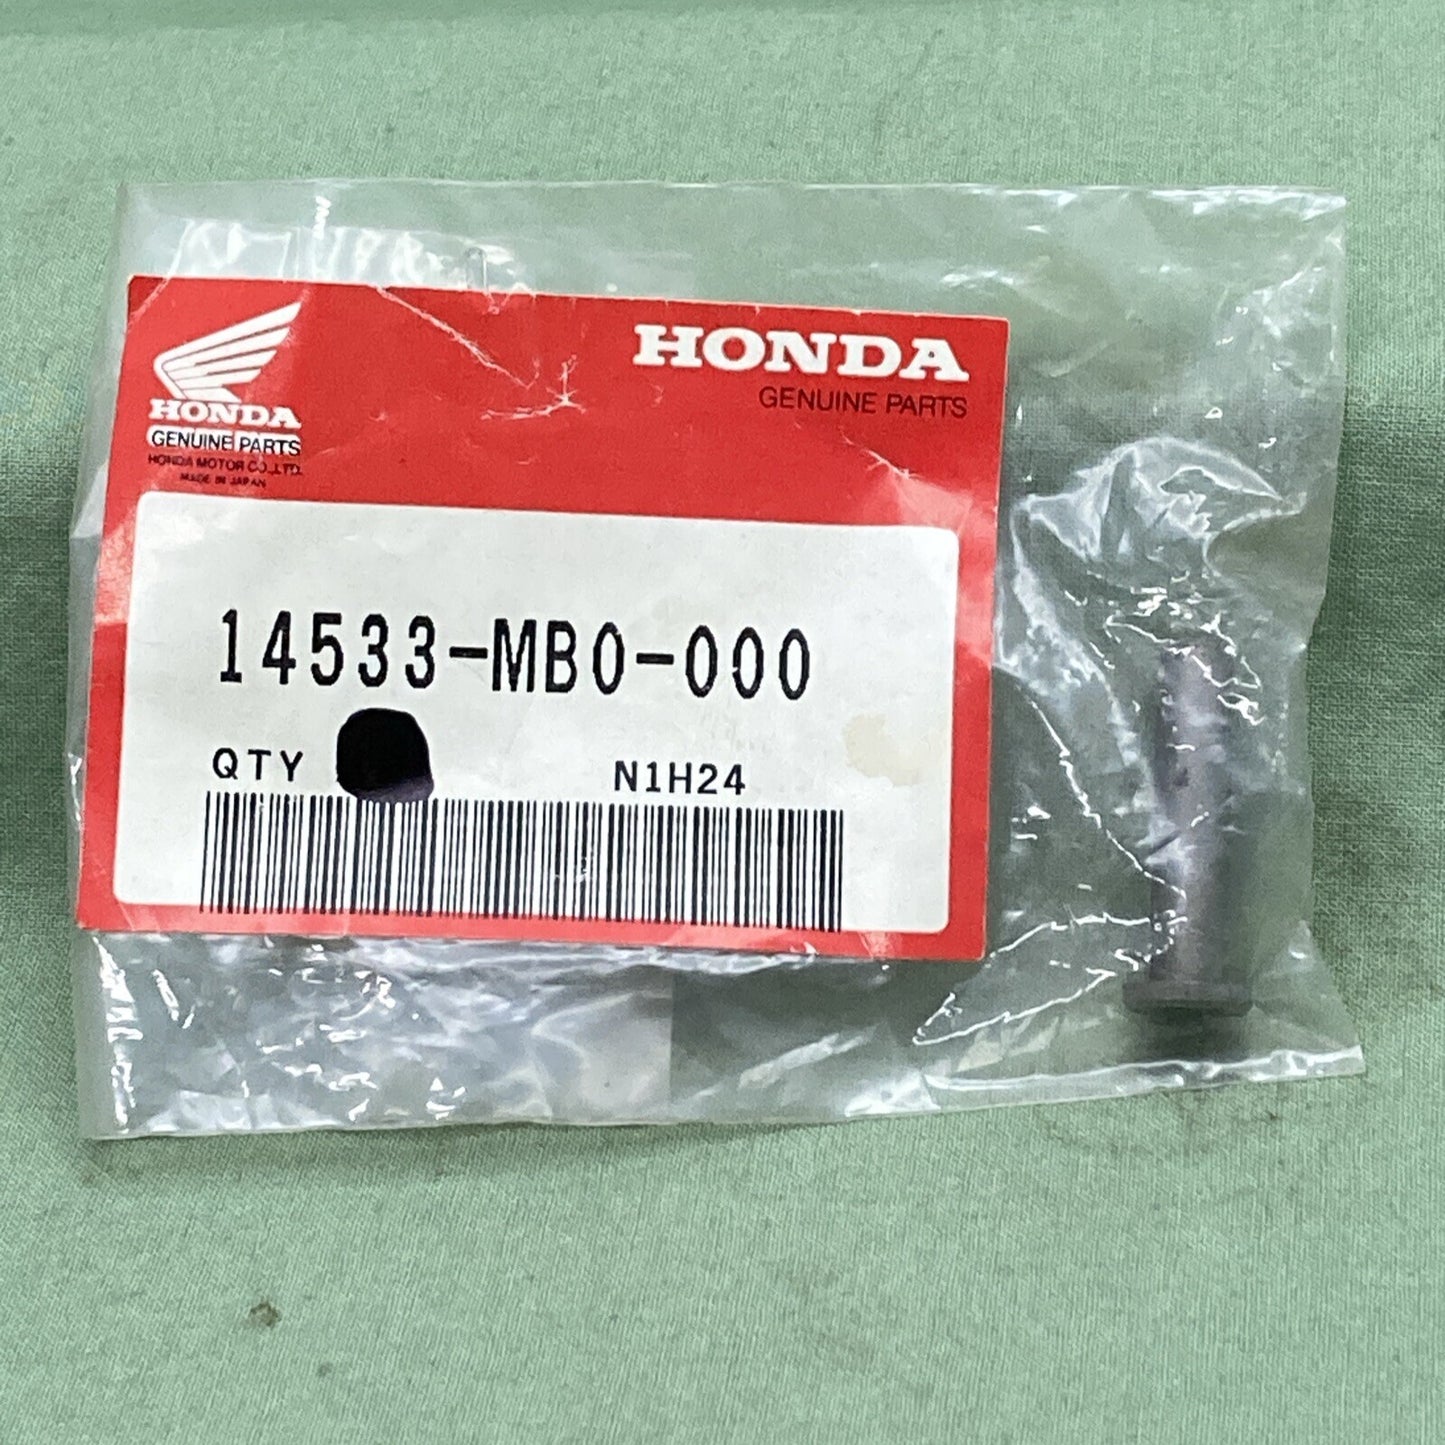 HONDA
GENUINE PARTS
HONDA MOTOR CO.,LTD.
MADE IN JAPAN
HONDA
GENUINE PARTS
14533-MB0-000
QTY
N1H24